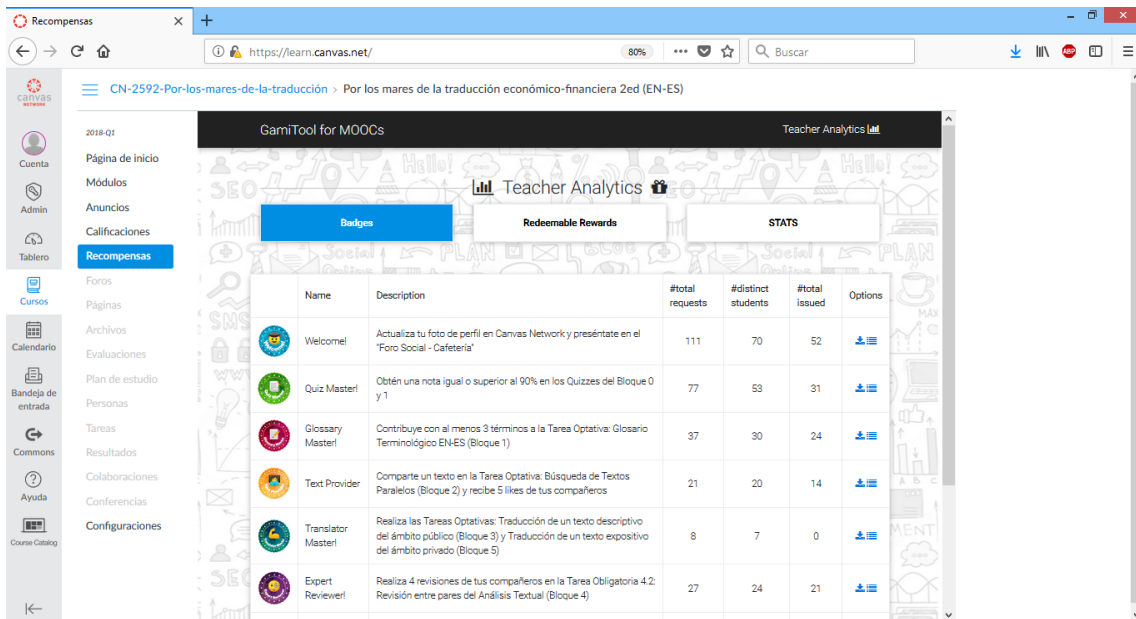 Recompensas
https://learn.canvas.net/
80%
Buscar
ABP
canvas
NETWORK
CN-2592-Por-los-mares-de-la-traducción › Por los mares de la traducción económico-financiera 2ed (EN-ES)
Cuenta
Admin
Tablero
Cursos
Calendario
Bandeja de
entrada
Commons
Ayuda
Course Catalog
2018-Q1
Página de inicio
Módulos
Anuncios
Calificaciones
Recompensas
Foros
Páginas
Archivos
Evaluaciones
Plan de estudio
Personas
Tareas
Resultados
Colaboraciones
Conferencias
Configuraciones
GamiTool for MOOCs
Teacher Analytics
Teacher Analytics
Badges
Redeemable Rewards
STATS
Name
Description
#total
requests
#distinct
students
#total
issued
Options
Welcome!
Actualiza tu foto de perfil en Canvas Network y preséntate en el
"Foro Social - Cafetería"
111
70
52
Quiz Master!
Obtén una nota igual o superior al 90% en los Quizzes del Bloque 0
y 1
77
53
31
Glossary
Master!
Contribuye con al menos 3 términos a la Tarea Optativa: Glosario
Terminológico EN-ES (Bloque 1)
37
30
24
Text Provider
Comparte un texto en la Tarea Optativa: Búsqueda de Textos
Paralelos (Bloque 2) y recibe 5 likes de tus compañeros
21
20
14
Translator
Master!
Realiza las Tareas Optativas: Traducción de un texto descriptivo
del ámbito público (Bloque 3) y Traducción de un texto expositivo
del ámbito privado (Bloque 5)
8
7
0
Expert
Reviewer!
Realiza 4 revisiones de tus compañeros en la Tarea Obligatoria 4.2:
Revisión entre pares del Análisis Textual (Bloque 4)
27
24
21